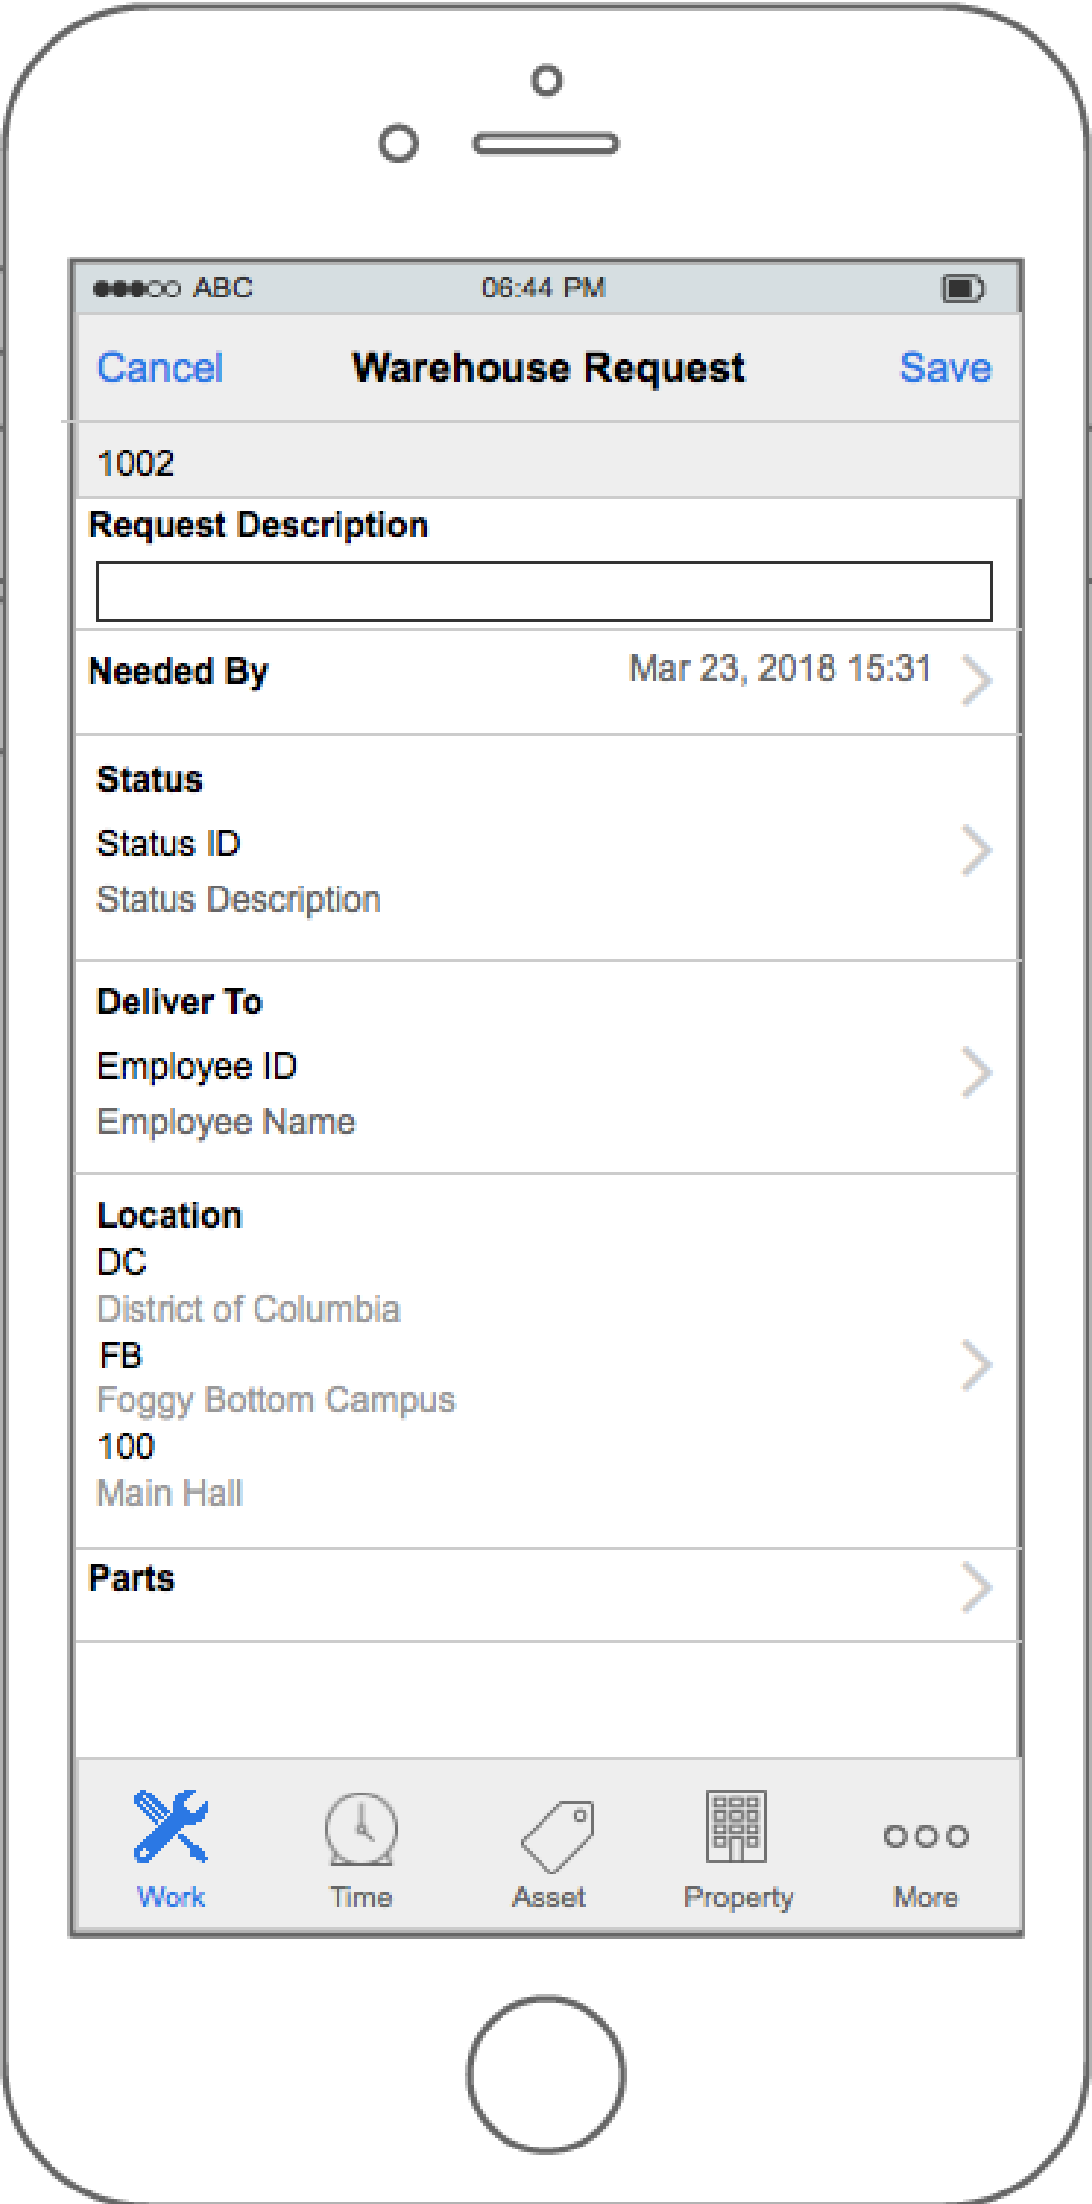 ABC 06:44 PM
Cancel Warehouse Request Save
1002
Request Description
Needed By Mar 23, 2018 15:31
Status
Status ID
Status Description
Deliver To
Employee ID
Employee Name
Location
DC
District of Columbia
FB
Foggy Bottom Campus
100
Main Hall
Parts
Work Time Asset Property More